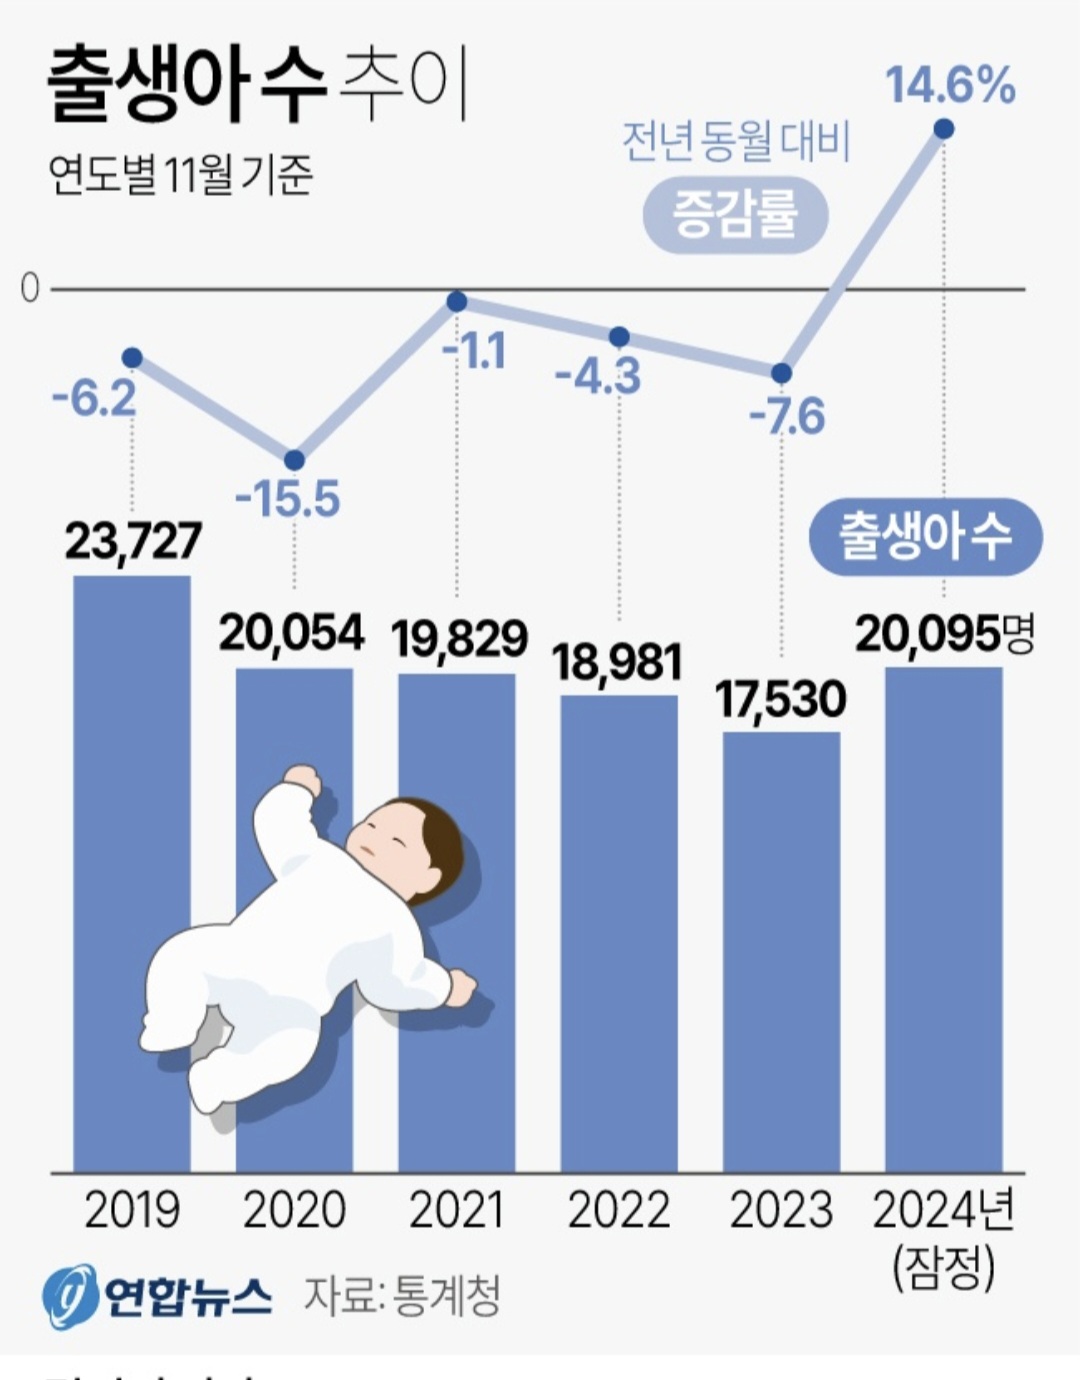 출생아 수 추이
연도별 11월 기준
14.6%
전년 동월 대비
증감률
0
-6.2
-15.5
-1.1
-4.3
-7.6
출생아 수
23,727
20,054
19,829
18,981
17,530
20,095명
2019
2020
2021
2022
2023
2024년
(잠정)
연합뉴스
자료: 통계청